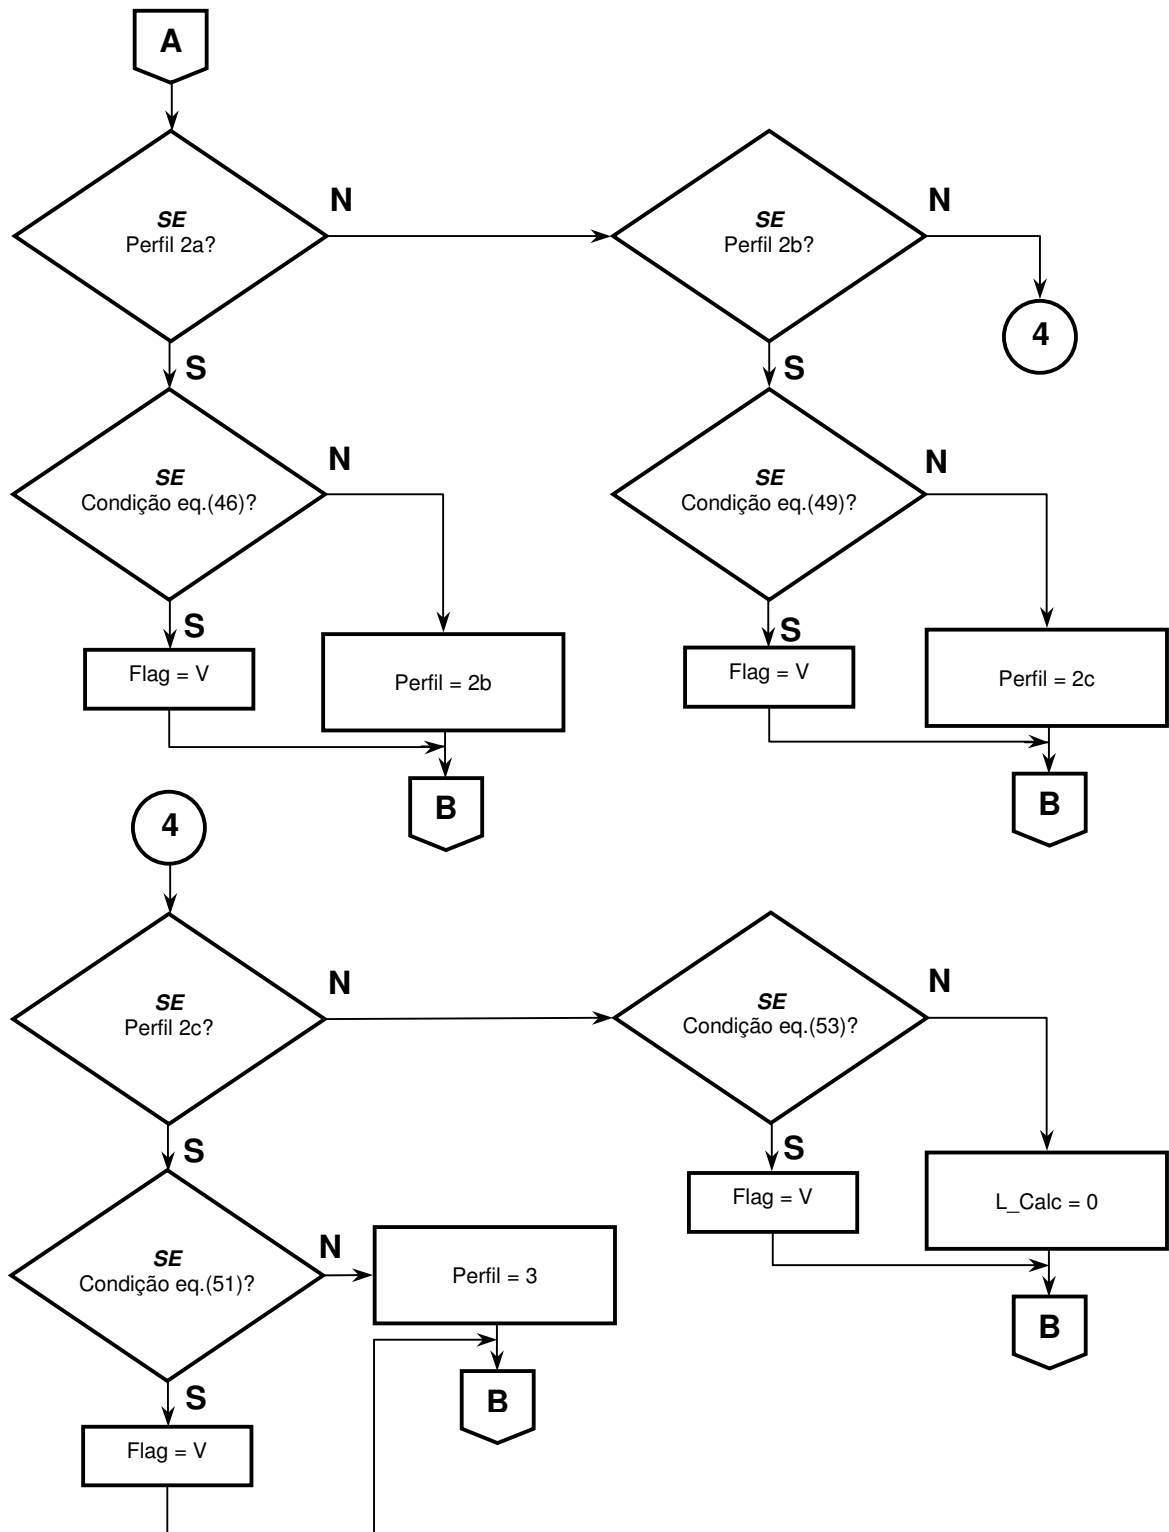 A
SE
Perfil 2a?
N
SE
Perfil 2b?
N
4
S
S
SE
Condição eq.(46)?
N
SE
Condição eq.(49)?
N
S
S
Flag = V
Perfil = 2b
Flag = V
Perfil = 2c
B
B
4
SE
Perfil 2c?
N
SE
Condição eq.(53)?
N
S
S
Flag = V
L_Calc = 0
SE
Condição eq.(51)?
N
Perfil = 3
B
B
S
Flag = V